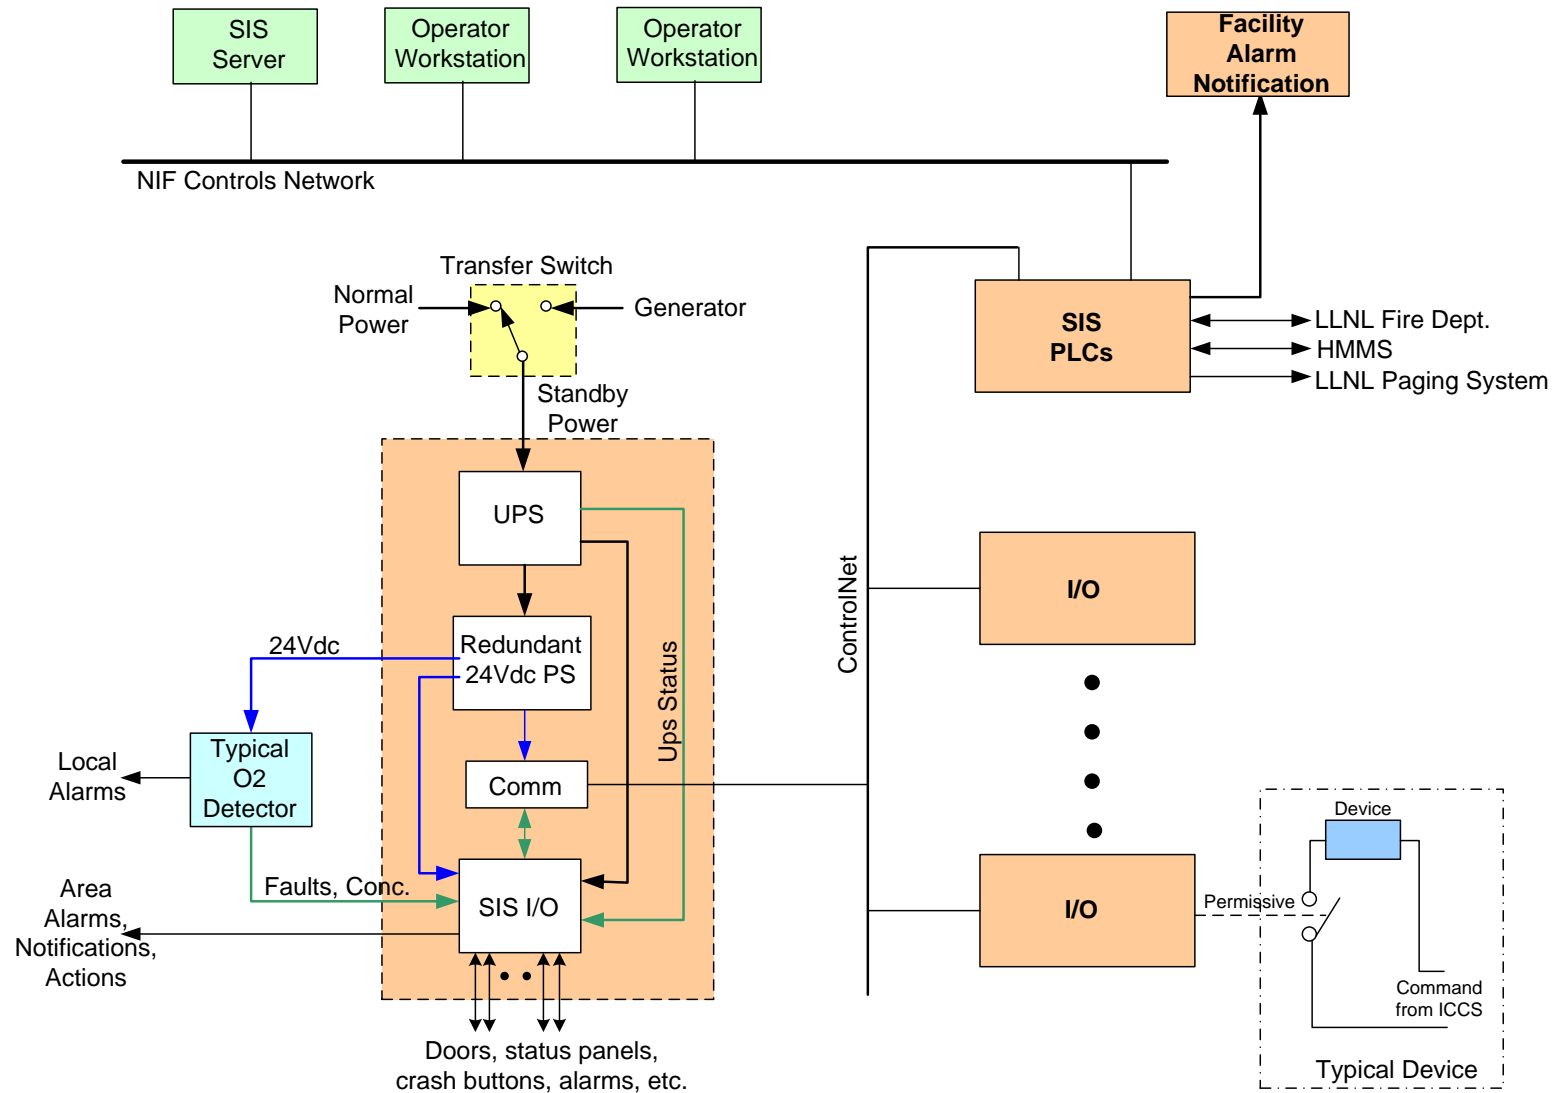 SIS
Server
Operator
Workstation
Operator
Workstation
Facility
Alarm
Notification
NIF Controls Network
Transfer Switch
Normal
Power
Generator
Standby
Power
SIS
PLCs
LLNL Fire Dept.
HMMS
LLNL Paging System
UPS
ControlNet
I/O
24Vdc
Redundant
24Vdc PS
Ups Status
Typical
O2
Detector
Local
Alarms
Comm
Device
Faults, Conc.
Area
Alarms,
Notifications,
Actions
SIS I/O
I/O
Permissive
Command
from ICCS
Doors, status panels,
crash buttons, alarms, etc.
Typical Device